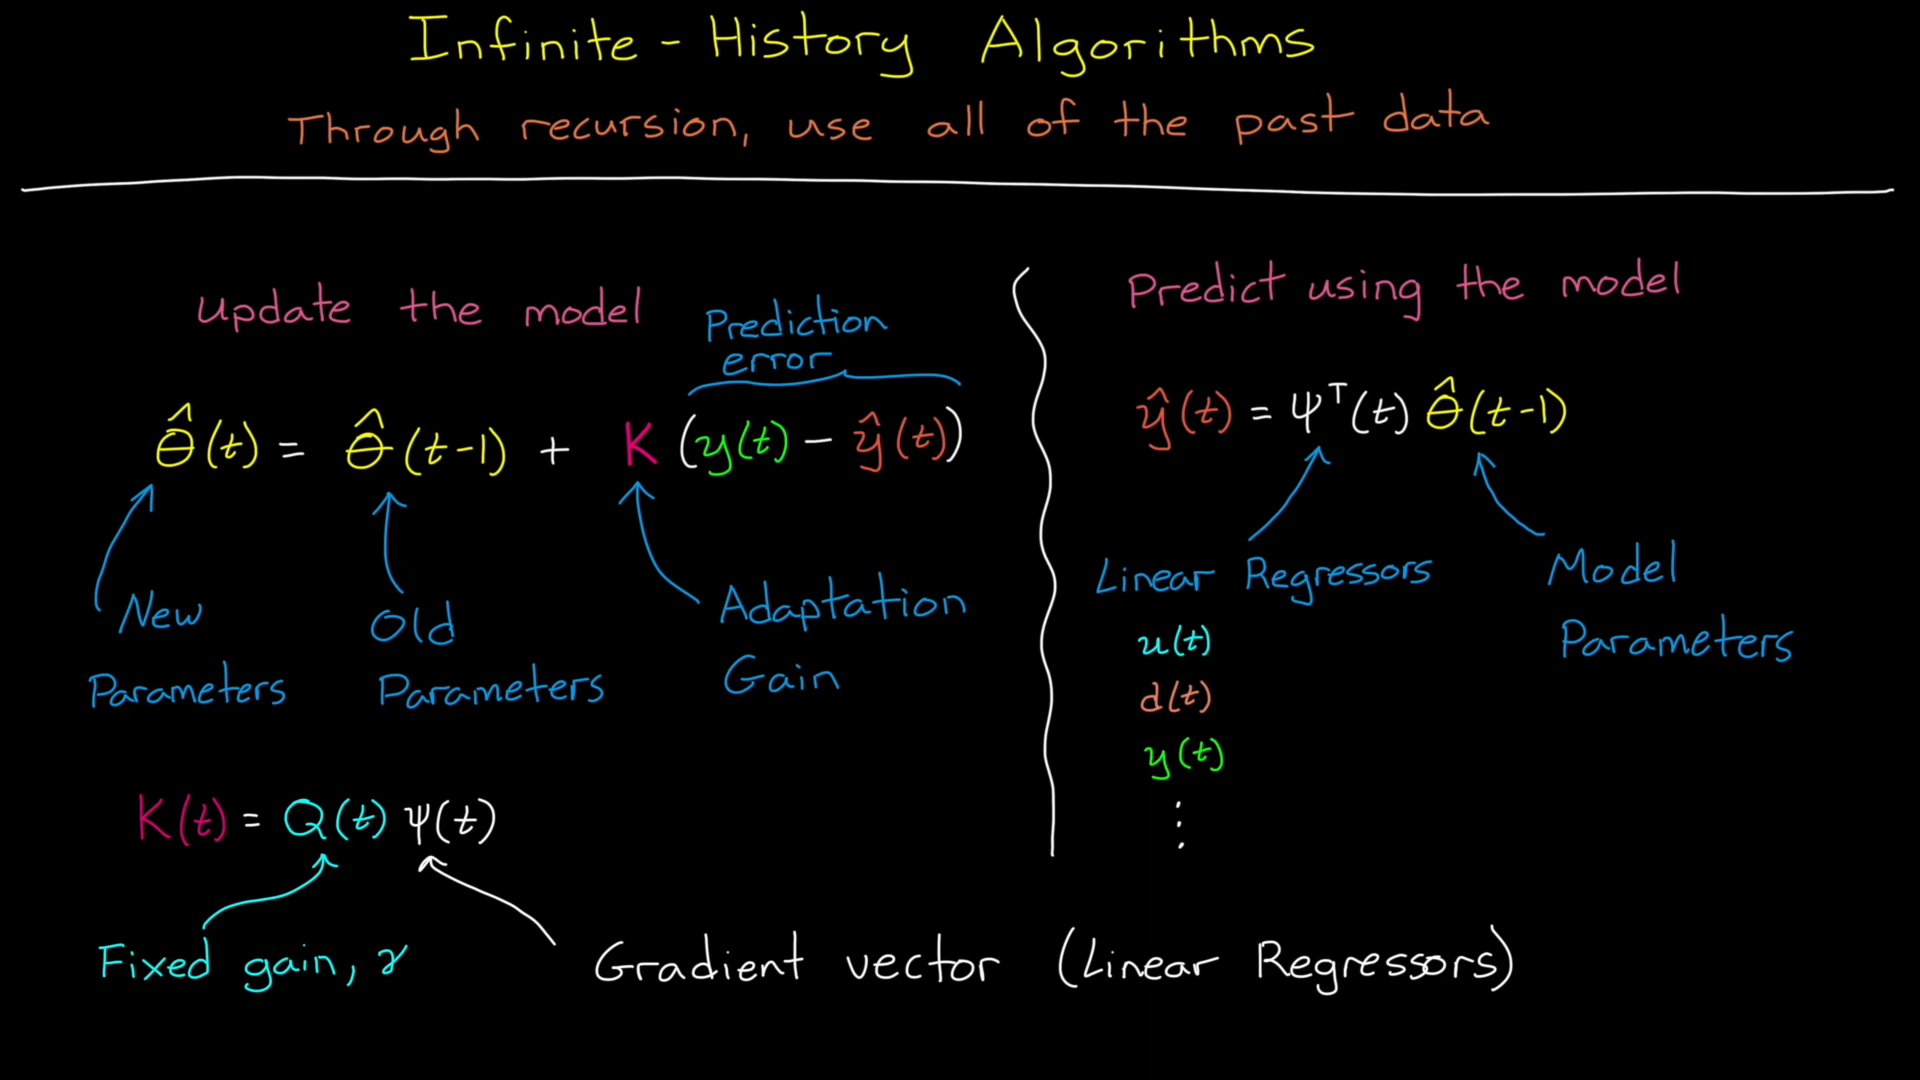 Infinite - History Algorithms
Through recursion, use all of the past data
Update the model
Prediction
error
θ̂(t) = θ̂(t-1) + K (y(t) - ŷ(t))
New
Parameters
Old
Parameters
Adaptation
Gain
K(t) = Q(t) ψ(t)
Fixed gain, γ
Gradient vector (Linear Regressors)
Predict using the model
ŷ(t) = ψᵀ(t) θ̂(t-1)
Linear Regressors
u(t)
d(t)
y(t)
⋮
Model
Parameters